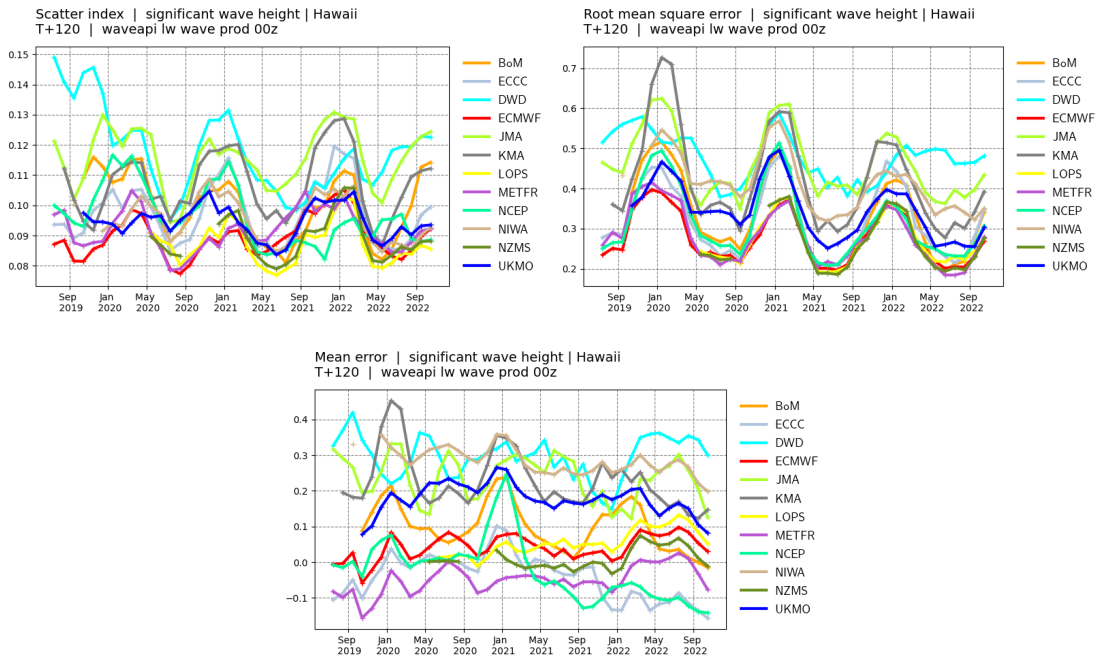 Scatter index | significant wave height | Hawaii
T+120 | waveapi lw wave prod 00z
0.15
0.14
0.13
0.12
0.11
0.10
0.09
0.08
Sep 2019
Jan 2020
May 2020
Sep 2020
Jan 2021
May 2021
Sep 2021
Jan 2022
May 2022
Sep 2022
BoM
ECCC
DWD
ECMWF
JMA
KMA
LOPS
METFR
NCEP
NIWA
NZMS
UKMO
Root mean square error | significant wave height | Hawaii
T+120 | waveapi lw wave prod 00z
0.7
0.6
0.5
0.4
0.3
0.2
Sep 2019
Jan 2020
May 2020
Sep 2020
Jan 2021
May 2021
Sep 2021
Jan 2022
May 2022
Sep 2022
BoM
ECCC
DWD
ECMWF
JMA
KMA
LOPS
METFR
NCEP
NIWA
NZMS
UKMO
Mean error | significant wave height | Hawaii
T+120 | waveapi lw wave prod 00z
0.4
0.3
0.2
0.1
0.0
−0.1
Sep 2019
Jan 2020
May 2020
Sep 2020
Jan 2021
May 2021
Sep 2021
Jan 2022
May 2022
Sep 2022
BoM
ECCC
DWD
ECMWF
JMA
KMA
LOPS
METFR
NCEP
NIWA
NZMS
UKMO